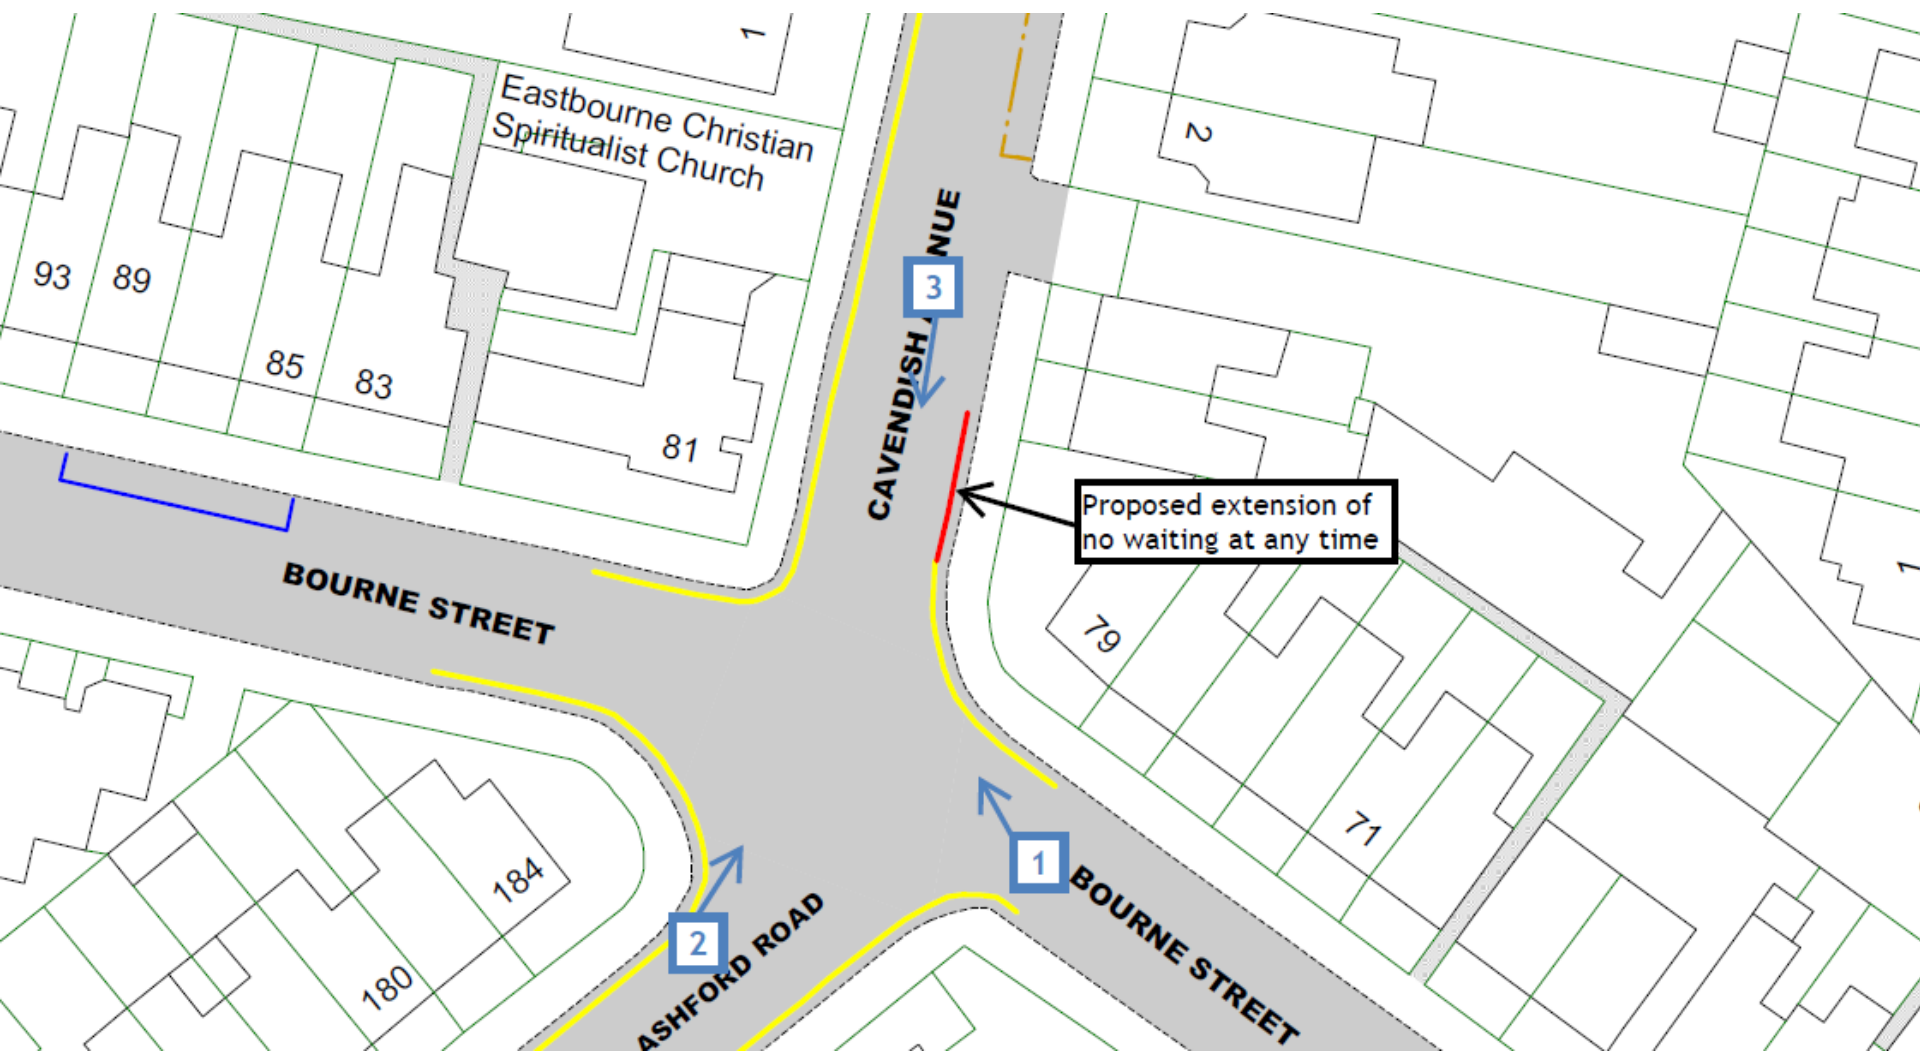 1
Eastbourne Christian
Spiritualist Church
2
CAVENDISH
NUE
3
93
89
85
83
81
Proposed extension of
no waiting at any time
BOURNE STREET
79
71
1
184
180
2
1
BOURNE STREET
ASHFORD ROAD